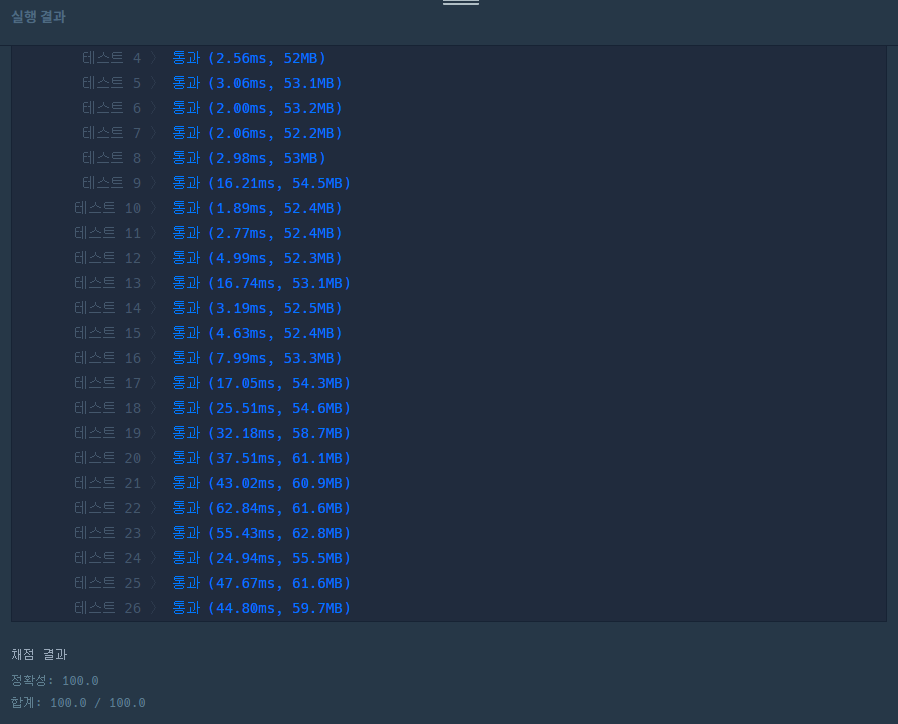 실행 결과
테스트 4 〉 통과 (2.56ms, 52MB)
테스트 5 〉 통과 (3.06ms, 53.1MB)
테스트 6 〉 통과 (2.00ms, 53.2MB)
테스트 7 〉 통과 (2.06ms, 52.2MB)
테스트 8 〉 통과 (2.98ms, 53MB)
테스트 9 〉 통과 (16.21ms, 54.5MB)
테스트 10 〉 통과 (1.89ms, 52.4MB)
테스트 11 〉 통과 (2.77ms, 52.4MB)
테스트 12 〉 통과 (4.99ms, 52.3MB)
테스트 13 〉 통과 (16.74ms, 53.1MB)
테스트 14 〉 통과 (3.19ms, 52.5MB)
테스트 15 〉 통과 (4.63ms, 52.4MB)
테스트 16 〉 통과 (7.99ms, 53.3MB)
테스트 17 〉 통과 (17.05ms, 54.3MB)
테스트 18 〉 통과 (25.51ms, 54.6MB)
테스트 19 〉 통과 (32.18ms, 58.7MB)
테스트 20 〉 통과 (37.51ms, 61.1MB)
테스트 21 〉 통과 (43.02ms, 60.9MB)
테스트 22 〉 통과 (62.84ms, 61.6MB)
테스트 23 〉 통과 (55.43ms, 62.8MB)
테스트 24 〉 통과 (24.94ms, 55.5MB)
테스트 25 〉 통과 (47.67ms, 61.6MB)
테스트 26 〉 통과 (44.80ms, 59.7MB)
채점 결과
정확성: 100.0
합계: 100.0 / 100.0